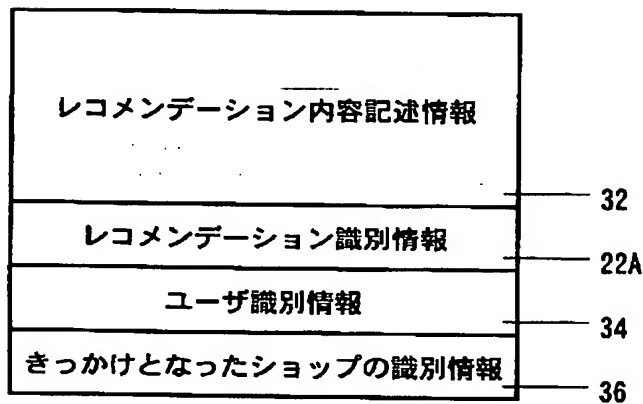 レコメンデーション内容記述情報
32
レコメンデーション識別情報
22A
ユーザ識別情報
34
きっかけとなったショップの識別情報
36